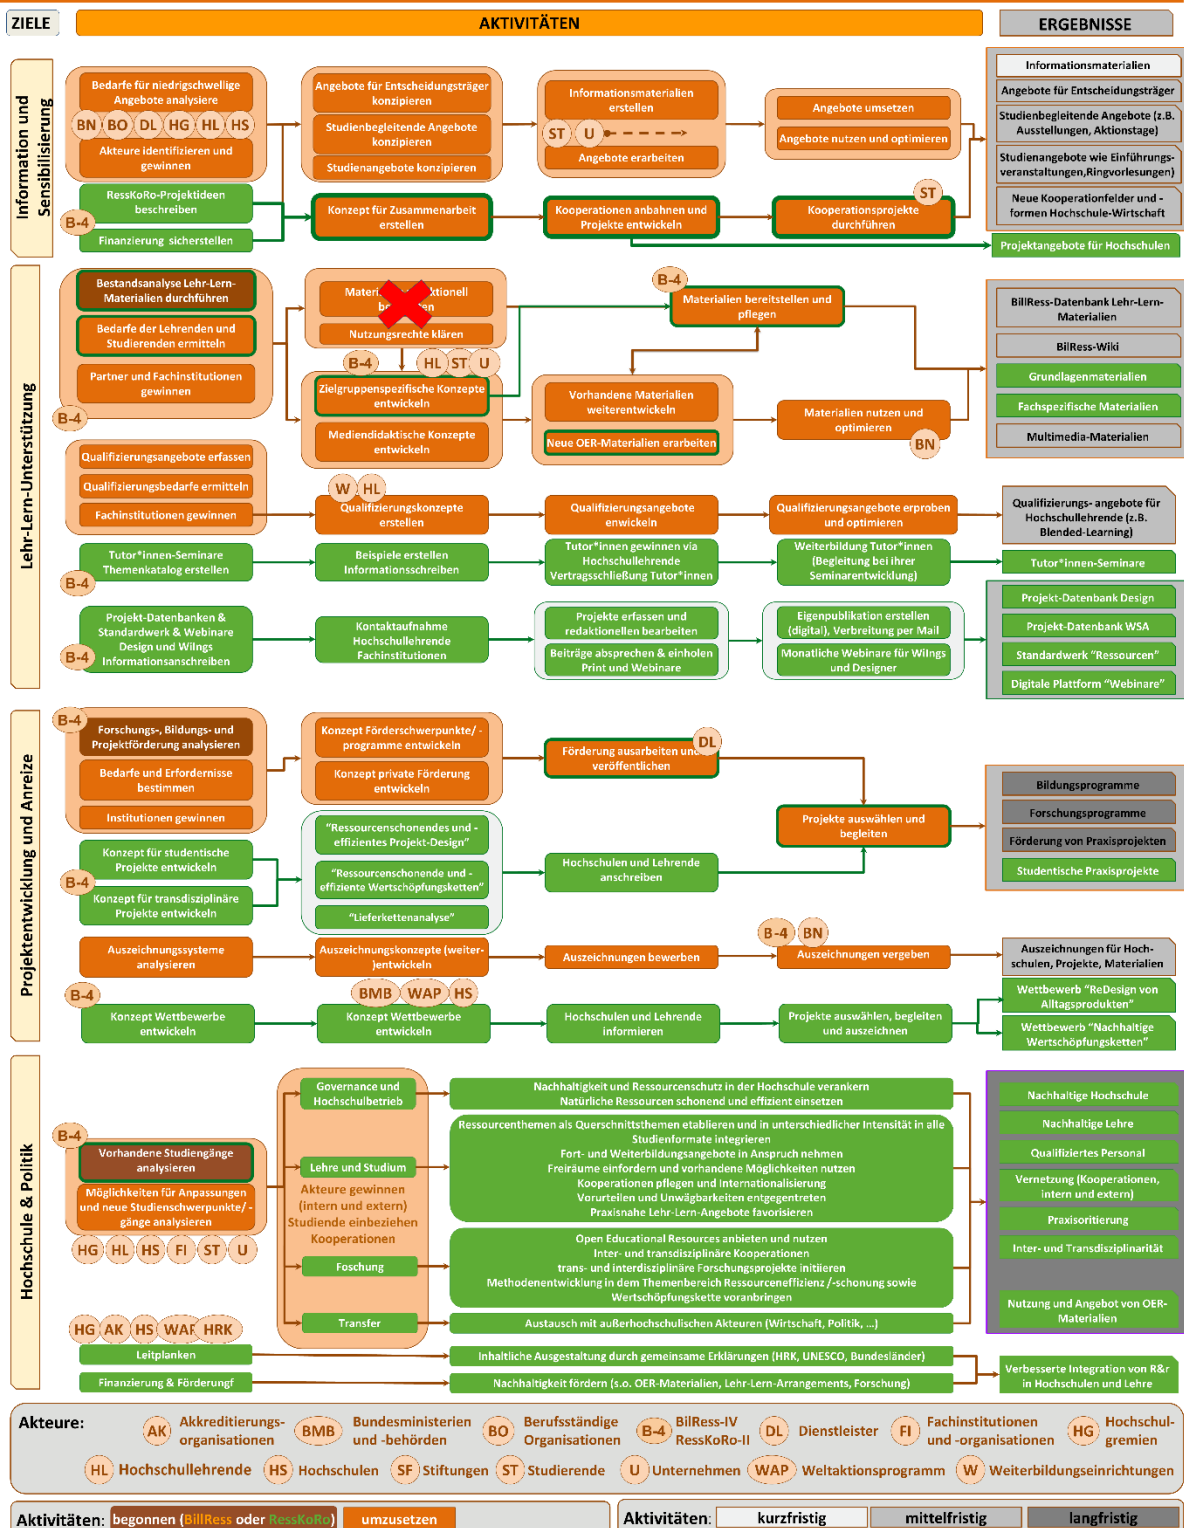 ZIELE
AKTIVITÄTEN
ERGEBNISSE
Information und
Sensibilisierung
Bedarfe für niedrigschwellige
Angebote analysiere
BN BO DL HG HL HS
Akteure identifizieren und
gewinnen
Angebote für Entscheidungsträger
konzipieren
Studienbegleitende Angebote
konzipieren
Studienangebote konzipieren
Informationsmaterialien
erstellen
ST U
Angebote erarbeiten
Angebote umsetzen
Angebote nutzen und optimieren
Informationsmaterialien
Angebote für Entscheidungsträger
Studienbegleitende Angebote (z.B.
Ausstellungen, Aktionstage)
Studienangebote wie Einführungs-
veranstaltungen,Ringvorlesungen)
Neue Kooperationfelder und -
formen Hochschule-Wirtschaft
RessKoRo-Projektideen
beschreiben
B-4
Finanzierung sicherstellen
Konzept für Zusammenarbeit
erstellen
Kooperationen anbahnen und
Projekte entwickeln
ST
Kooperationsprojekte
durchführen
Projektangebote für Hochschulen
Lehr-Lern-Unterstützung
Bestandsanalyse Lehr-Lern-
Materialien durchführen
Bedarfe der Lehrenden und
Studierenden ermitteln
Partner und Fachinstitutionen
gewinnen
B-4
Nutzungsrechte klären
B-4 HL ST U
Zielgruppenspezifische Konzepte
entwickeln
Mediendidaktische Konzepte
entwickeln
B-4
Materialien bereitstellen und
pflegen
Vorhandene Materialien
weiterentwickeln
Neue OER-Materialien erarbeiten
Materialien nutzen und
optimieren
BN
BillRess-Datenbank Lehr-Lern-
Materialien
BilRess-Wiki
Grundlagenmaterialien
Fachspezifische Materialien
Multimedia-Materialien
Qualifizierungsangebote erfassen
Qualifizierungsbedarfe ermitteln
Fachinstitutionen gewinnen
W HL
Qualifizierungskonzepte
erstellen
Qualifizierungsangebote
enwickeln
Qualifizierungsangebote erproben
und optimieren
Qualifizierungs- angebote für
Hochschullehrende (z.B.
Blended-Learning)
Tutor*innen-Seminare
Themenkatalog erstellen
B-4
Beispiele erstellen
Informationsschreiben
Tutor*innen gewinnen via
Hochschullehrende
Vertragsschließung Tutor*innen
Weiterbildung Tutor*innen
(Begleitung bei ihrer
Seminarentwicklung)
Tutor*innen-Seminare
Projekt-Datenbanken &
Standardwerk & Webinare
Design und WiIngs
Informationsanschreiben
B-4
Kontaktaufnahme
Hochschullehrende
Fachinstitutionen
Projekte erfassen und
redaktionellen bearbeiten
Beiträge absprechen & einholen
Print und Webinare
Eigenpublikation erstellen
(digital), Verbreitung per Mail
Monatliche Webinare für WiIngs
und Designer
Projekt-Datenbank Design
Projekt-Datenbank WSA
Standardwerk "Ressourcen"
Digitale Plattform "Webinare"
Projektentwicklung und Anreize
B-4
Forschungs-, Bildungs- und
Projektförderung analysieren
Bedarfe und Erfordernisse
bestimmen
Institutionen gewinnen
Konzept Förderschwerpunkte/ -
programme entwickeln
Konzept private Förderung
entwickeln
DL
Förderung ausarbeiten und
veröffentlichen
Projekte auswählen und
begleiten
Bildungsprogramme
Forschungsprogramme
Förderung von Praxisprojekten
Studentische Praxisprojekte
Konzept für studentische
Projekte entwickeln
B-4
Konzept für transdisziplinäre
Projekte entwickeln
"Ressourcenschonendes und -
effizientes Projekt-Design"
"Ressourcenschonende und -
effiziente Wertschöpfungsketten"
"Lieferkettenanalyse"
Hochschulen und Lehrende
anschreiben
Auszeichnungssysteme
analysieren
Auszeichnungskonzepte (weiter-
)entwickeln
Auszeichnungen bewerben
B-4 BN
Auszeichnungen vergeben
Auszeichnungen für Hoch-
schulen, Projekte, Materialien
B-4
Konzept Wettbewerbe
entwickeln
BMB WAP HS
Konzept Wettbewerbe
entwickeln
Hochschulen und Lehrende
informieren
Projekte auswählen, begleiten
und auszeichnen
Wettbewerb "ReDesign von
Alltagsprodukten"
Wettbewerb "Nachhaltige
Wertschöpfungsketten"
Hochschule & Politik
B-4
Vorhandene Studiengänge
analysieren
Möglichkeiten für Anpassungen
und neue Studienschwerpunkte/ -
gänge analysieren
HG HL HS FI ST U
Governance und
Hochschulbetrieb
Lehre und Studium
Akteure gewinnen
(intern und extern)
Studiende einbeziehen
Kooperationen
Foschung
Transfer
Nachhaltigkeit und Ressourcenschutz in der Hochschule verankern
Natürliche Ressourcen schonend und effizient einsetzen
Ressourcenthemen als Querschnittsthemen etablieren und in unterschiedlicher Intensität in alle
Studienformate integrieren
Fort- und Weiterbildungsangebote in Anspruch nehmen
Freiräume einfordern und vorhandene Möglichkeiten nutzen
Kooperationen pflegen und Internationalisierung
Vorurteilen und Unwägbarkeiten entgegentreten
Praxisnahe Lehr-Lern-Angebote favorisieren
Open Educational Resources anbieten und nutzen
Inter- und transdisziplinäre Kooperationen
trans- und interdisziplinäre Forschungsprojekte initiieren
Methodenentwicklung in dem Themenbereich Ressourceneffizienz /-schonung sowie
Wertschöpfungskette voranbringen
Austausch mit außerhochschulischen Akteuren (Wirtschaft, Politik, ...)
Nachhaltige Hochschule
Nachhaltige Lehre
Qualifiziertes Personal
Vernetzung (Kooperationen,
intern und extern)
Praxisoritierung
Inter- und Transdisziplinarität
Nutzung und Angebot von OER-
Materialien
HG AK HS WAP HRK
Leitplanken
Inhaltliche Ausgestaltung durch gemeinsame Erklärungen (HRK, UNESCO, Bundesländer)
Finanzierung & Förderungf
Nachhaltigkeit fördern (s.o. OER-Materialien, Lehr-Lern-Arrangements, Forschung)
Verbesserte Integration von R&r
in Hochschulen und Lehre
Akteure:
AK Akkreditierungs-
organisationen
BMB Bundesministerien
und -behörden
BO Berufsständige
Organisationen
B-4 BilRess-IV
RessKoRo-II
DL Dienstleister
FI Fachinstitutionen
und -organisationen
HG Hochschul-
gremien
HL Hochschullehrende HS Hochschulen SF Stiftungen ST Studierende U Unternehmen WAP Weltaktionsprogramm W Weiterbildungseinrichtungen
Aktivitäten: begonnen (BillRess oder RessKoRo) umzusetzen
Aktivitäten: kurzfristig mittelfristig langfristig